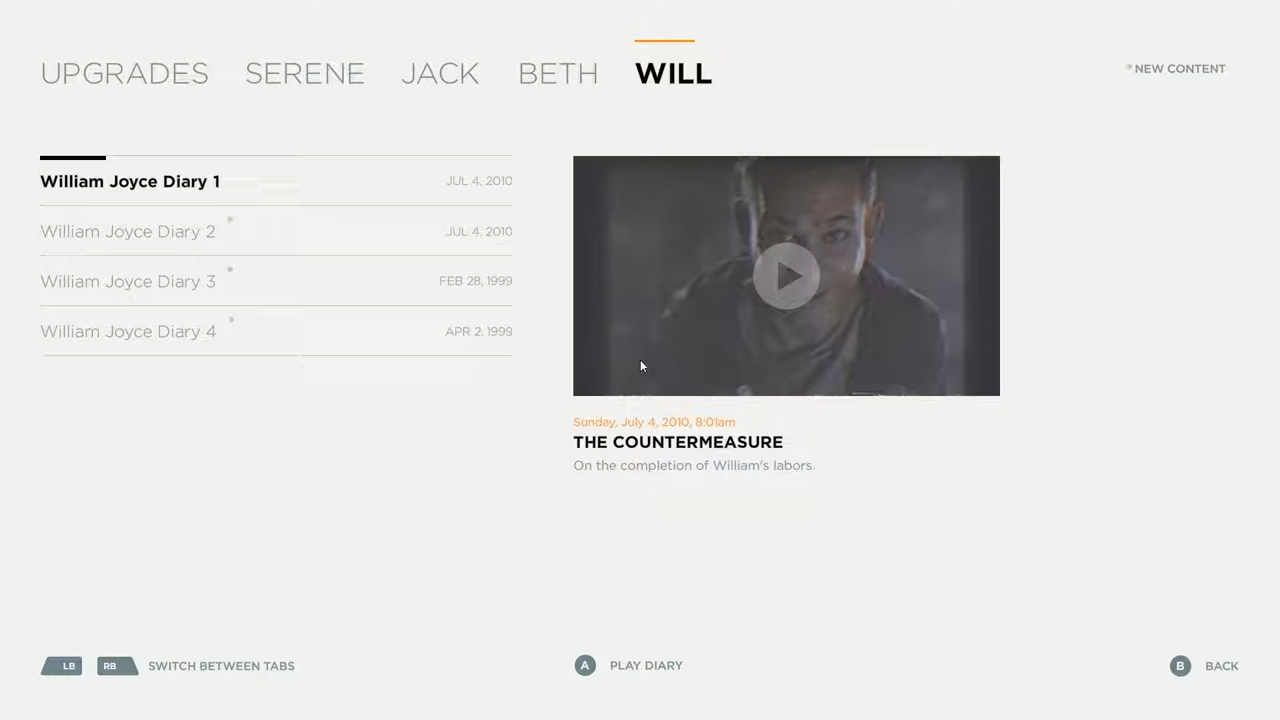 UPGRADES SERENE JACK BETH WILL
* NEW CONTENT
William Joyce Diary 1 JUL 4, 2010
William Joyce Diary 2 * JUL 4, 2010
William Joyce Diary 3 * FEB 28, 1999
William Joyce Diary 4 * APR 2, 1999
Sunday, July 4, 2010, 8:01am
THE COUNTERMEASURE
On the completion of William's labors.
LB RB SWITCH BETWEEN TABS
A PLAY DIARY
B BACK